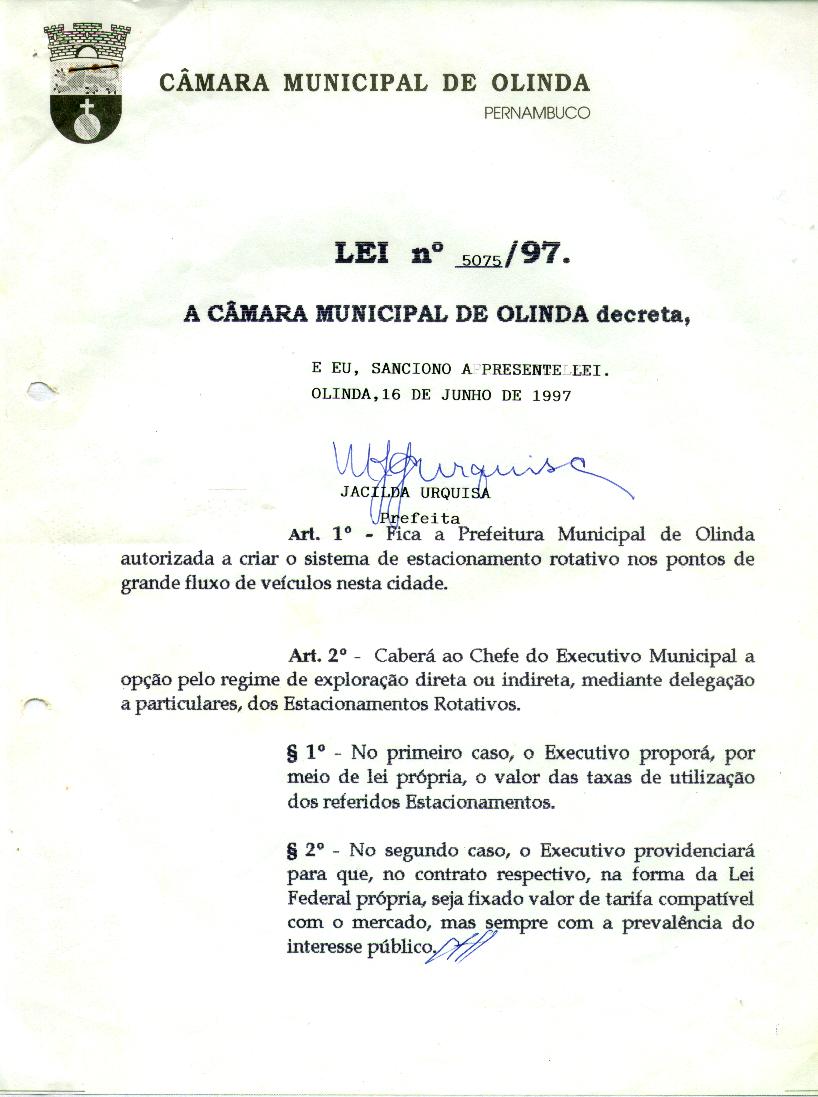 CÂMARA MUNICIPAL DE OLINDA
PERNAMBUCO
LEI nº 5075/97.
A CÂMARA MUNICIPAL DE OLINDA decreta,
E EU, SANCIONO A PRESENTE LEI.
OLINDA,16 DE JUNHO DE 1997
JACILDA URQUISA
Prefeita
Art. 1º - Fica a Prefeitura Municipal de Olinda
autorizada a criar o sistema de estacionamento rotativo nos pontos de
grande fluxo de veículos nesta cidade.
Art. 2º - Caberá ao Chefe do Executivo Municipal a
opção pelo regime de exploração direta ou indireta, mediante delegação
a particulares, dos Estacionamentos Rotativos.
§ 1º - No primeiro caso, o Executivo proporá, por
meio de lei própria, o valor das taxas de utilização
dos referidos Estacionamentos.
§ 2º - No segundo caso, o Executivo providenciará
para que, no contrato respectivo, na forma da Lei
Federal própria, seja fixado valor de tarifa compatível
com o mercado, mas sempre com a prevalência do
interesse público.